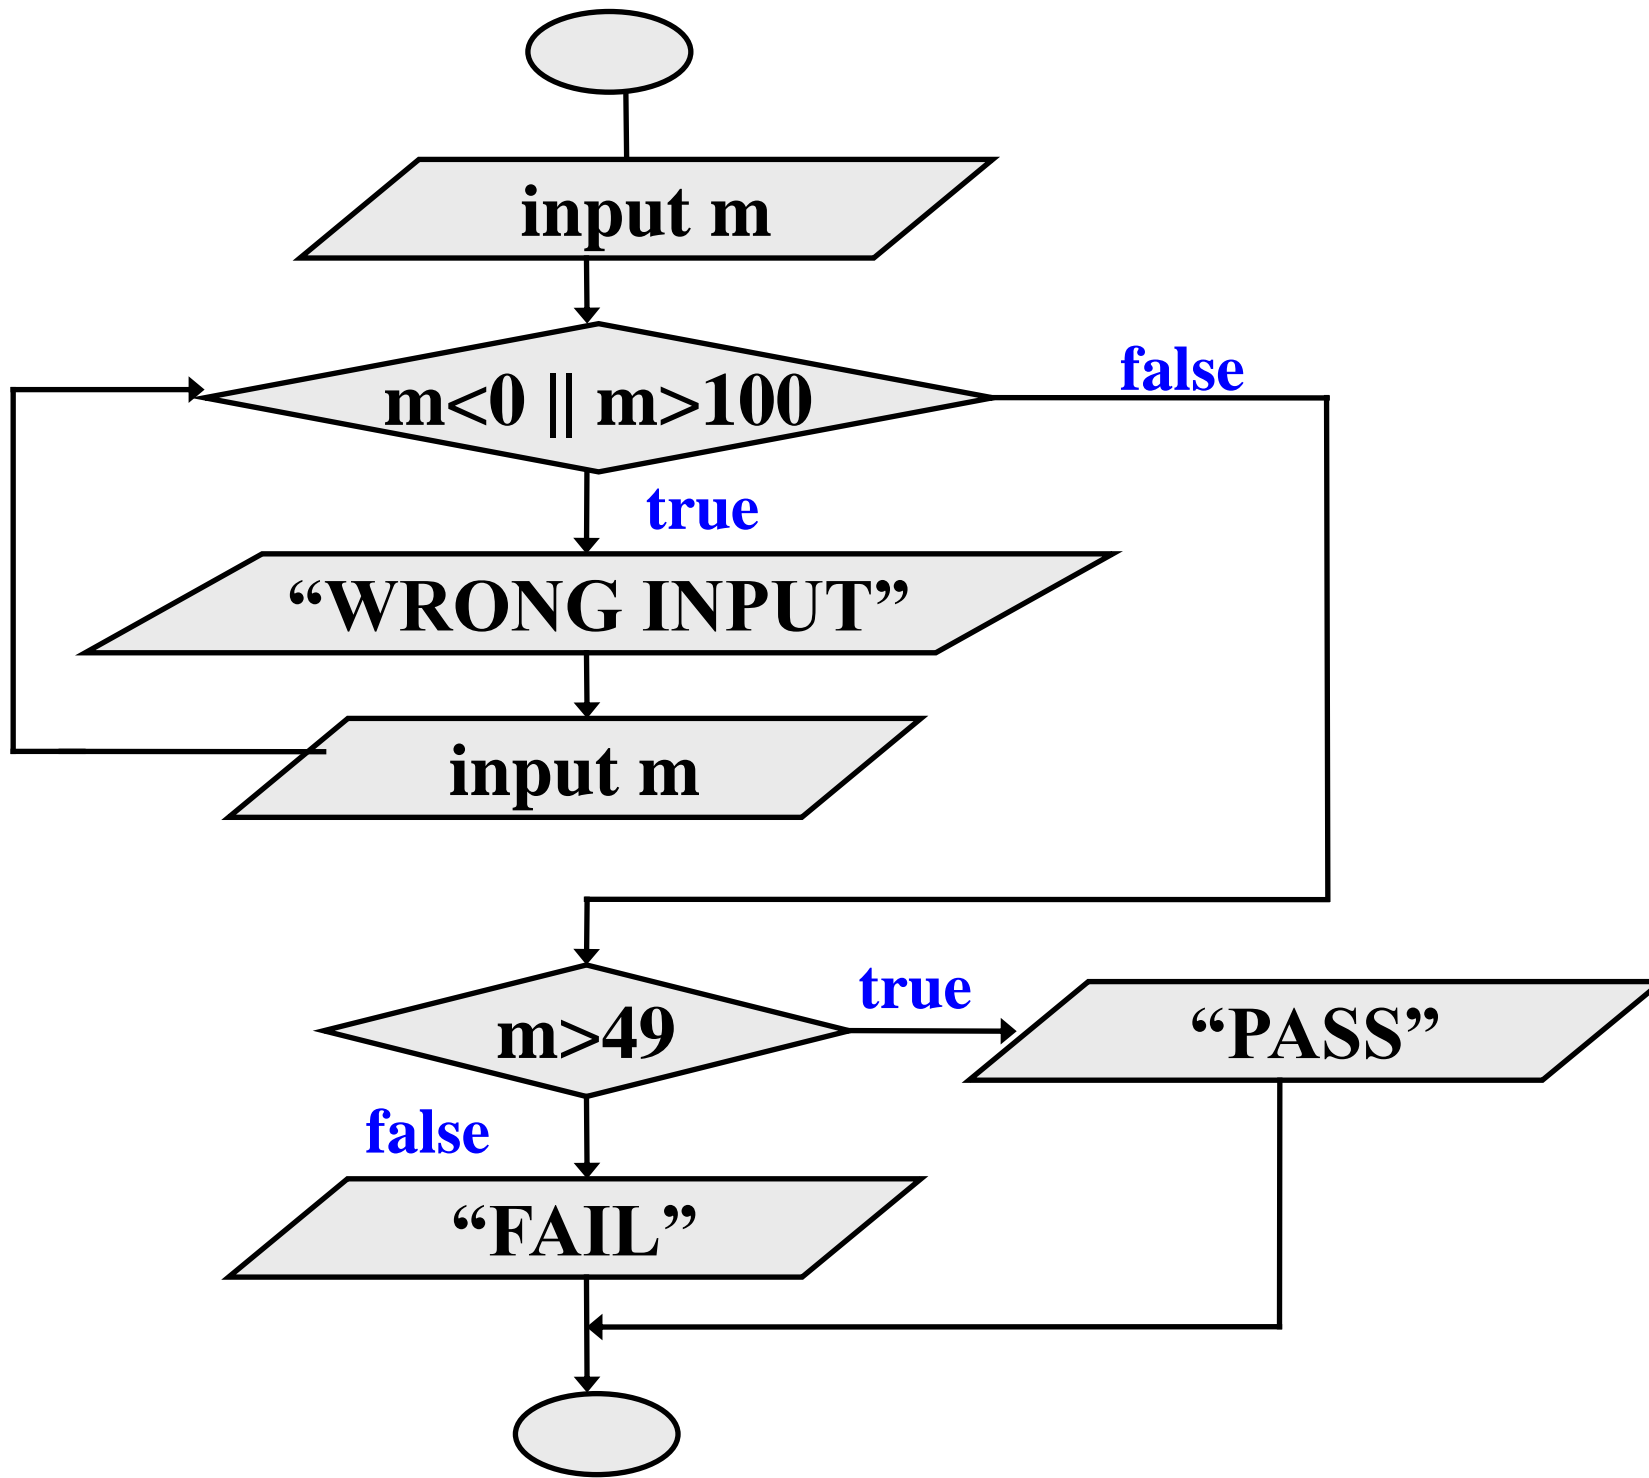 input m
m<0 || m>100
false
true
“WRONG INPUT”
input m
m>49
true
“PASS”
false
“FAIL”